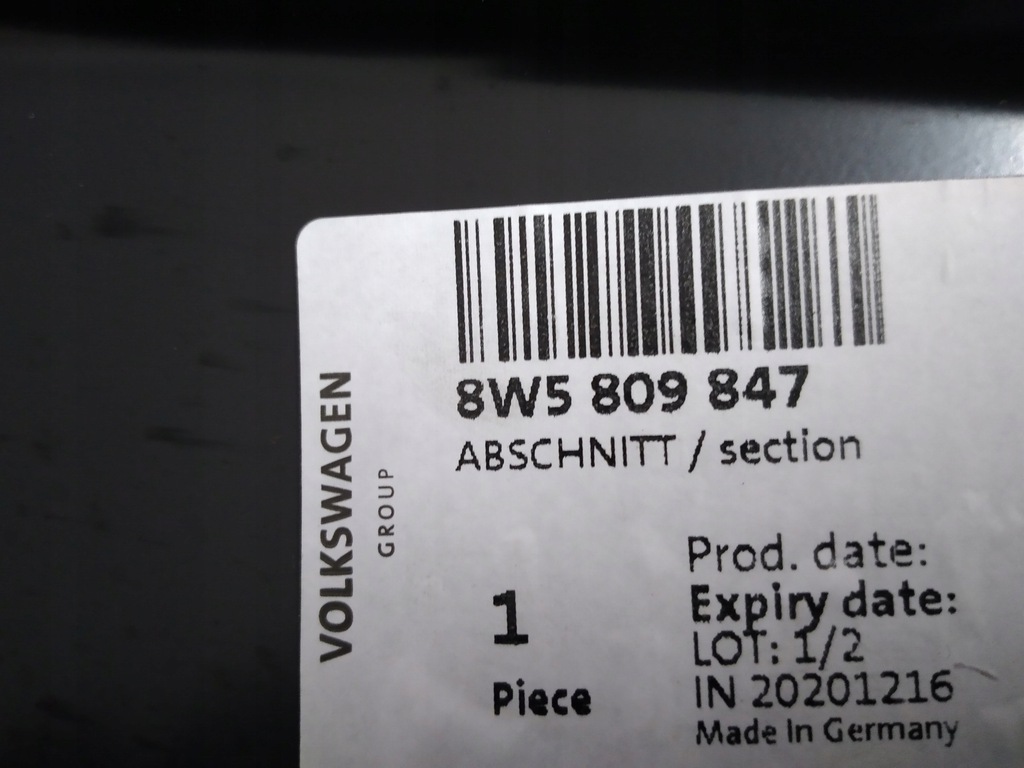 8W5 809 847
ABSCHNITT / section
VOLKSWAGEN
GROUP
1
Piece
Prod. date:
Expiry date:
LOT: 1/2
IN 20201216
Made In Germany